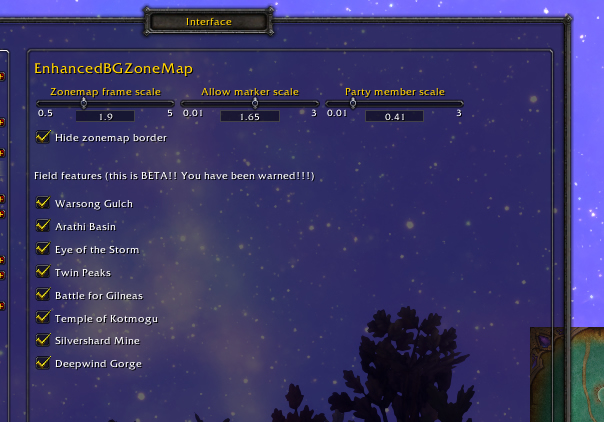 Interface
EnhancedBGZoneMap
Zonemap frame scale Allow marker scale Party member scale
0.5 1.9 5 0.01 1.65 3 0.01 0.41 3
Hide zonemap border
Field features (this is BETA!! You have been warned!!!)
Warsong Gulch
Arathi Basin
Eye of the Storm
Twin Peaks
Battle for Gilneas
Temple of Kotmogu
Silvershard Mine
Deepwind Gorge